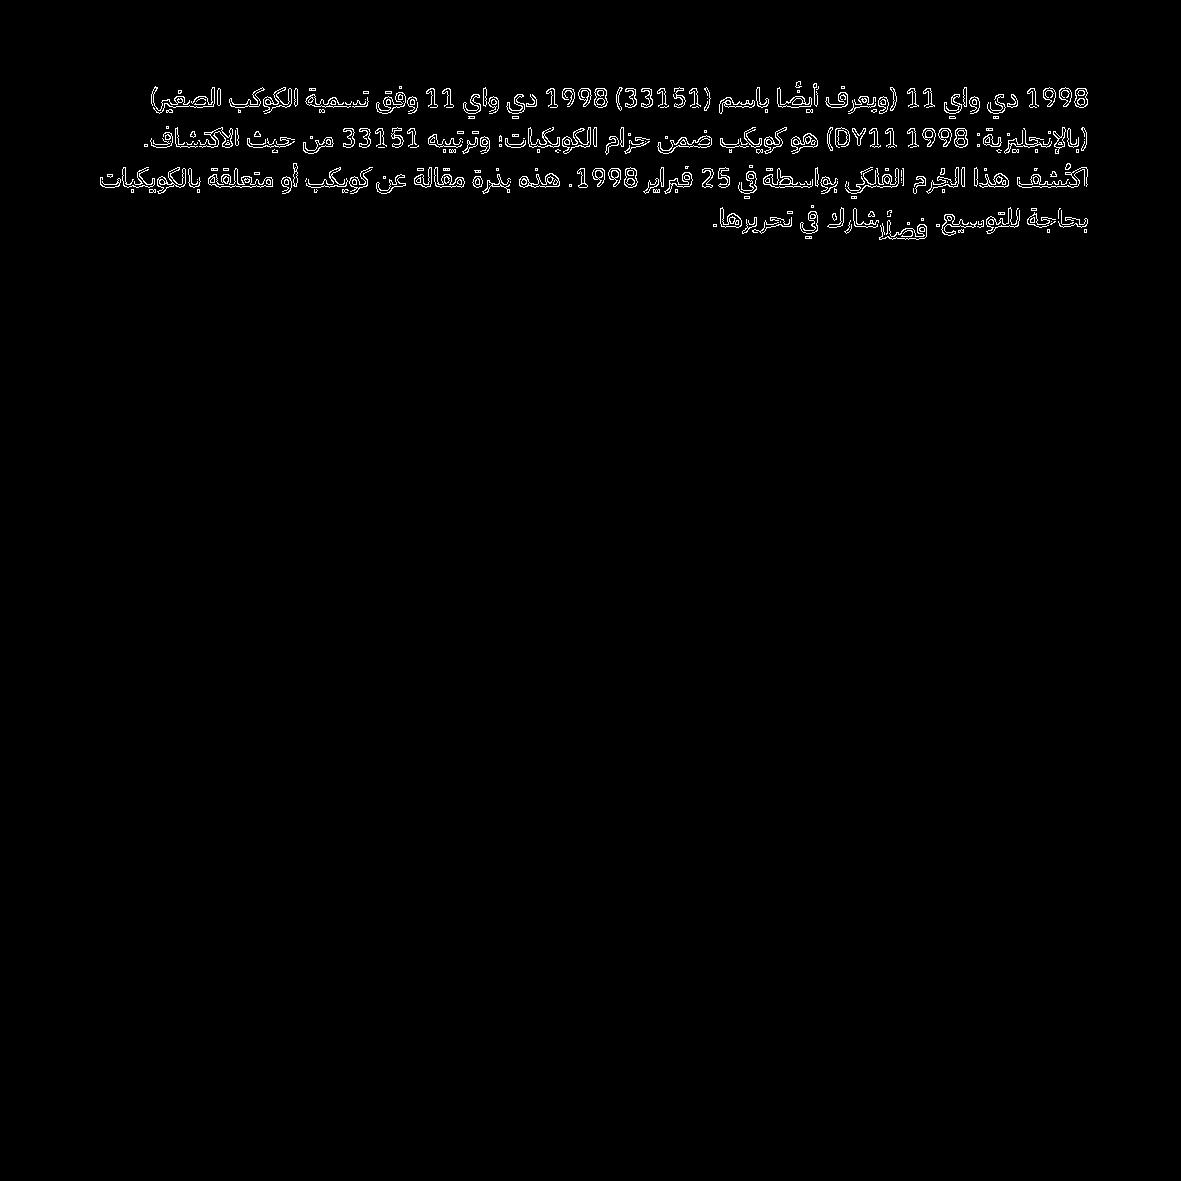 1998 دي واي 11 (ويعرف أيضًا باسم (33151) 1998 دي واي 11 وفق تسمية الكوكب الصغير)
(بالإنجليزية: 1998 DY11) هو كويكب ضمن حزام الكويكبات؛ وترتيبه 33151 من حيث الاكتشاف.
اكتُشف هذا الجُرم الفلكي بواسطة في 25 فبراير 1998. هذه بذرة مقالة عن كويكب أو متعلقة بالكويكبات
بحاجة للتوسيع. فضلًا شارك في تحريرها.